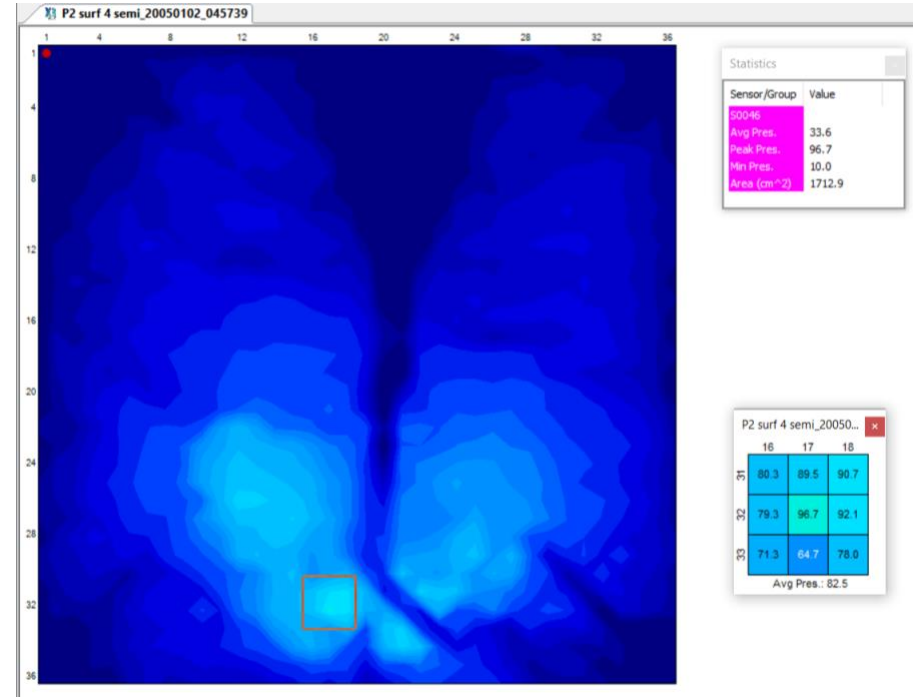 P2 surf 4 semi_20050102_045739
1 4 8 12 16 20 24 28 32 36
1
4
8
12
16
20
24
28
32
36
Statistics
Sensor/Group Value
S0046
Avg Pres. 33.6
Peak Pres. 96.7
Min Pres. 10.0
Area (cm^2) 1712.9
P2 surf 4 semi_20050...
16 17 18
31 80.3 89.5 90.7
32 79.3 96.7 92.1
33 71.3 64.7 78.0
Avg Pres.: 82.5